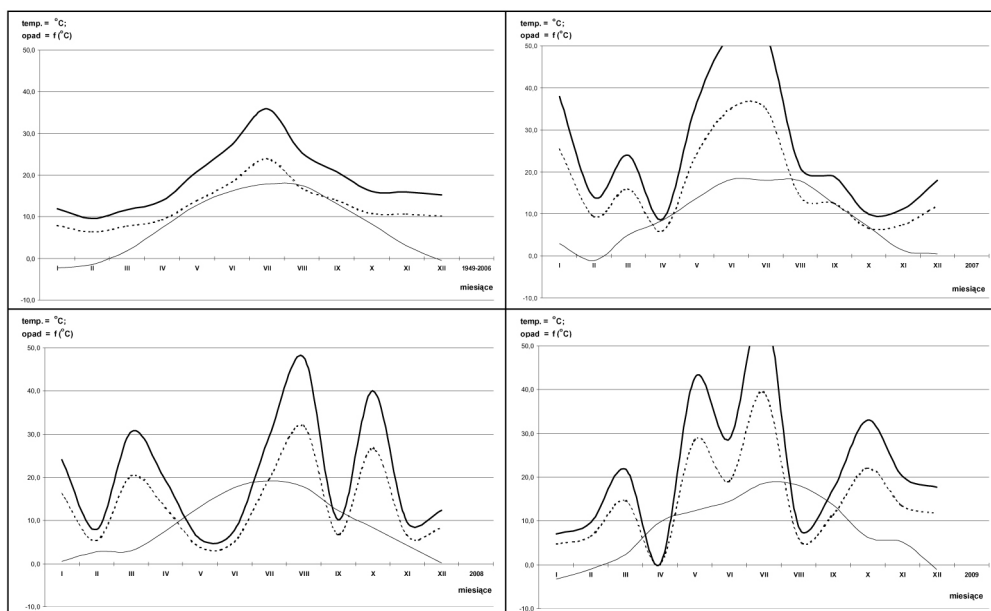 temp. = °C;
opad = f (°C)
50,0
40,0
30,0
20,0
10,0
0,0
-10,0
I II III IV V VI VII VIII IX X XI XII 1949-2006
miesiące
temp. = °C;
opad = f (°C)
50,0
40,0
30,0
20,0
10,0
0,0
-10,0
I II III IV V VI VII VIII IX X XI XII 2007
miesiące
temp. = °C;
opad = f (°C)
50,0
40,0
30,0
20,0
10,0
0,0
I II III IV V VI VII VIII IX X XI XII 2008
miesiące
-10,0
temp. = °C;
opad = f (°C)
50,0
40,0
30,0
20,0
10,0
0,0
I II III IV V VI VII VIII IX X XI XII 2009
miesiące
-10,0